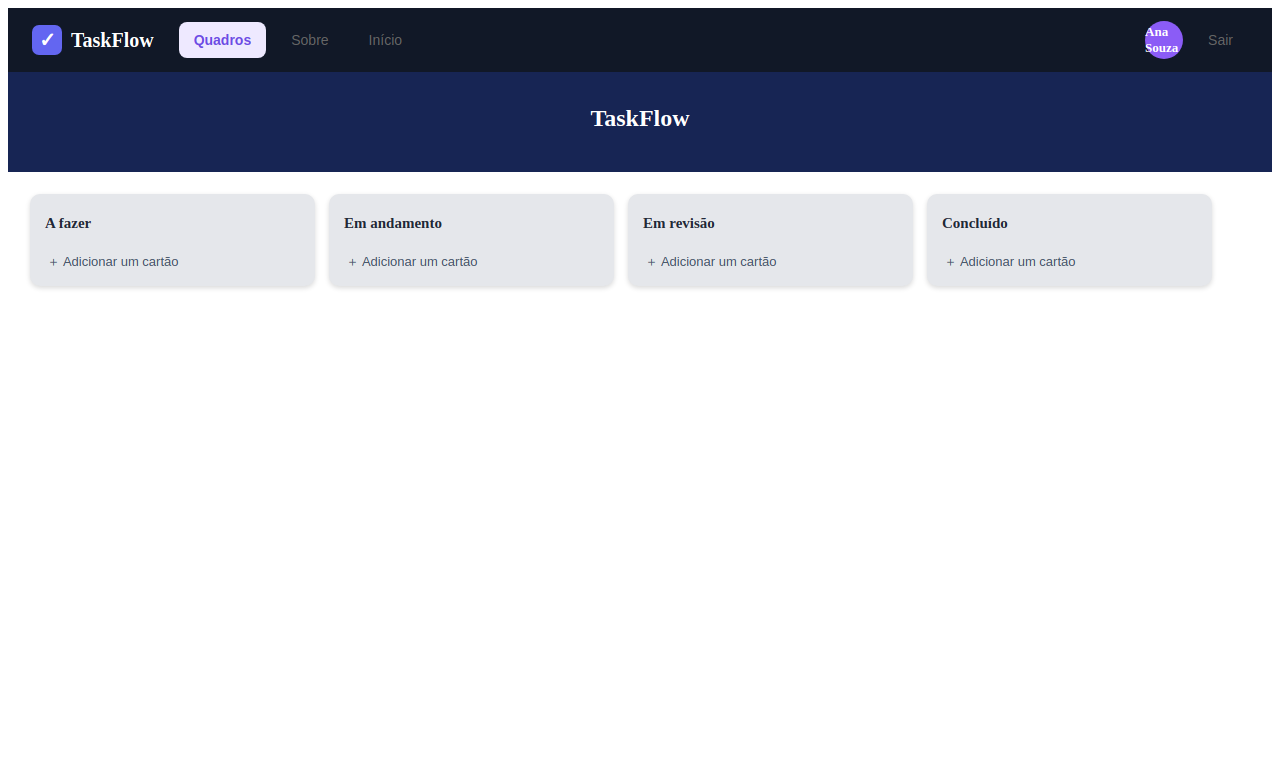 ✓ TaskFlow Quadros Sobre Início Ana Souza Sair
TaskFlow
A fazer
+ Adicionar um cartão
Em andamento
+ Adicionar um cartão
Em revisão
+ Adicionar um cartão
Concluído
+ Adicionar um cartão